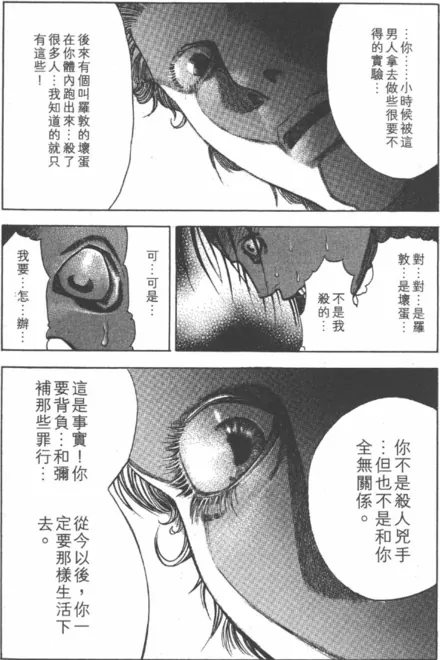 …你……小時候被這
男人拿去做些很要不
得的實驗…
後來有個叫羅敦的壞蛋
在你體內跑出來…殺了
很多人…我知道的就只
有這些！
對…對…是羅
敦…是壞蛋…
不是我
殺的…
可…可是…
我要…怎…辦…
你不是殺人兇手
…但也不是和你
全無關係。
這是事實！你
要背負…和彌
補那些罪行…
從今以後，你一
定要那樣生活下
去。